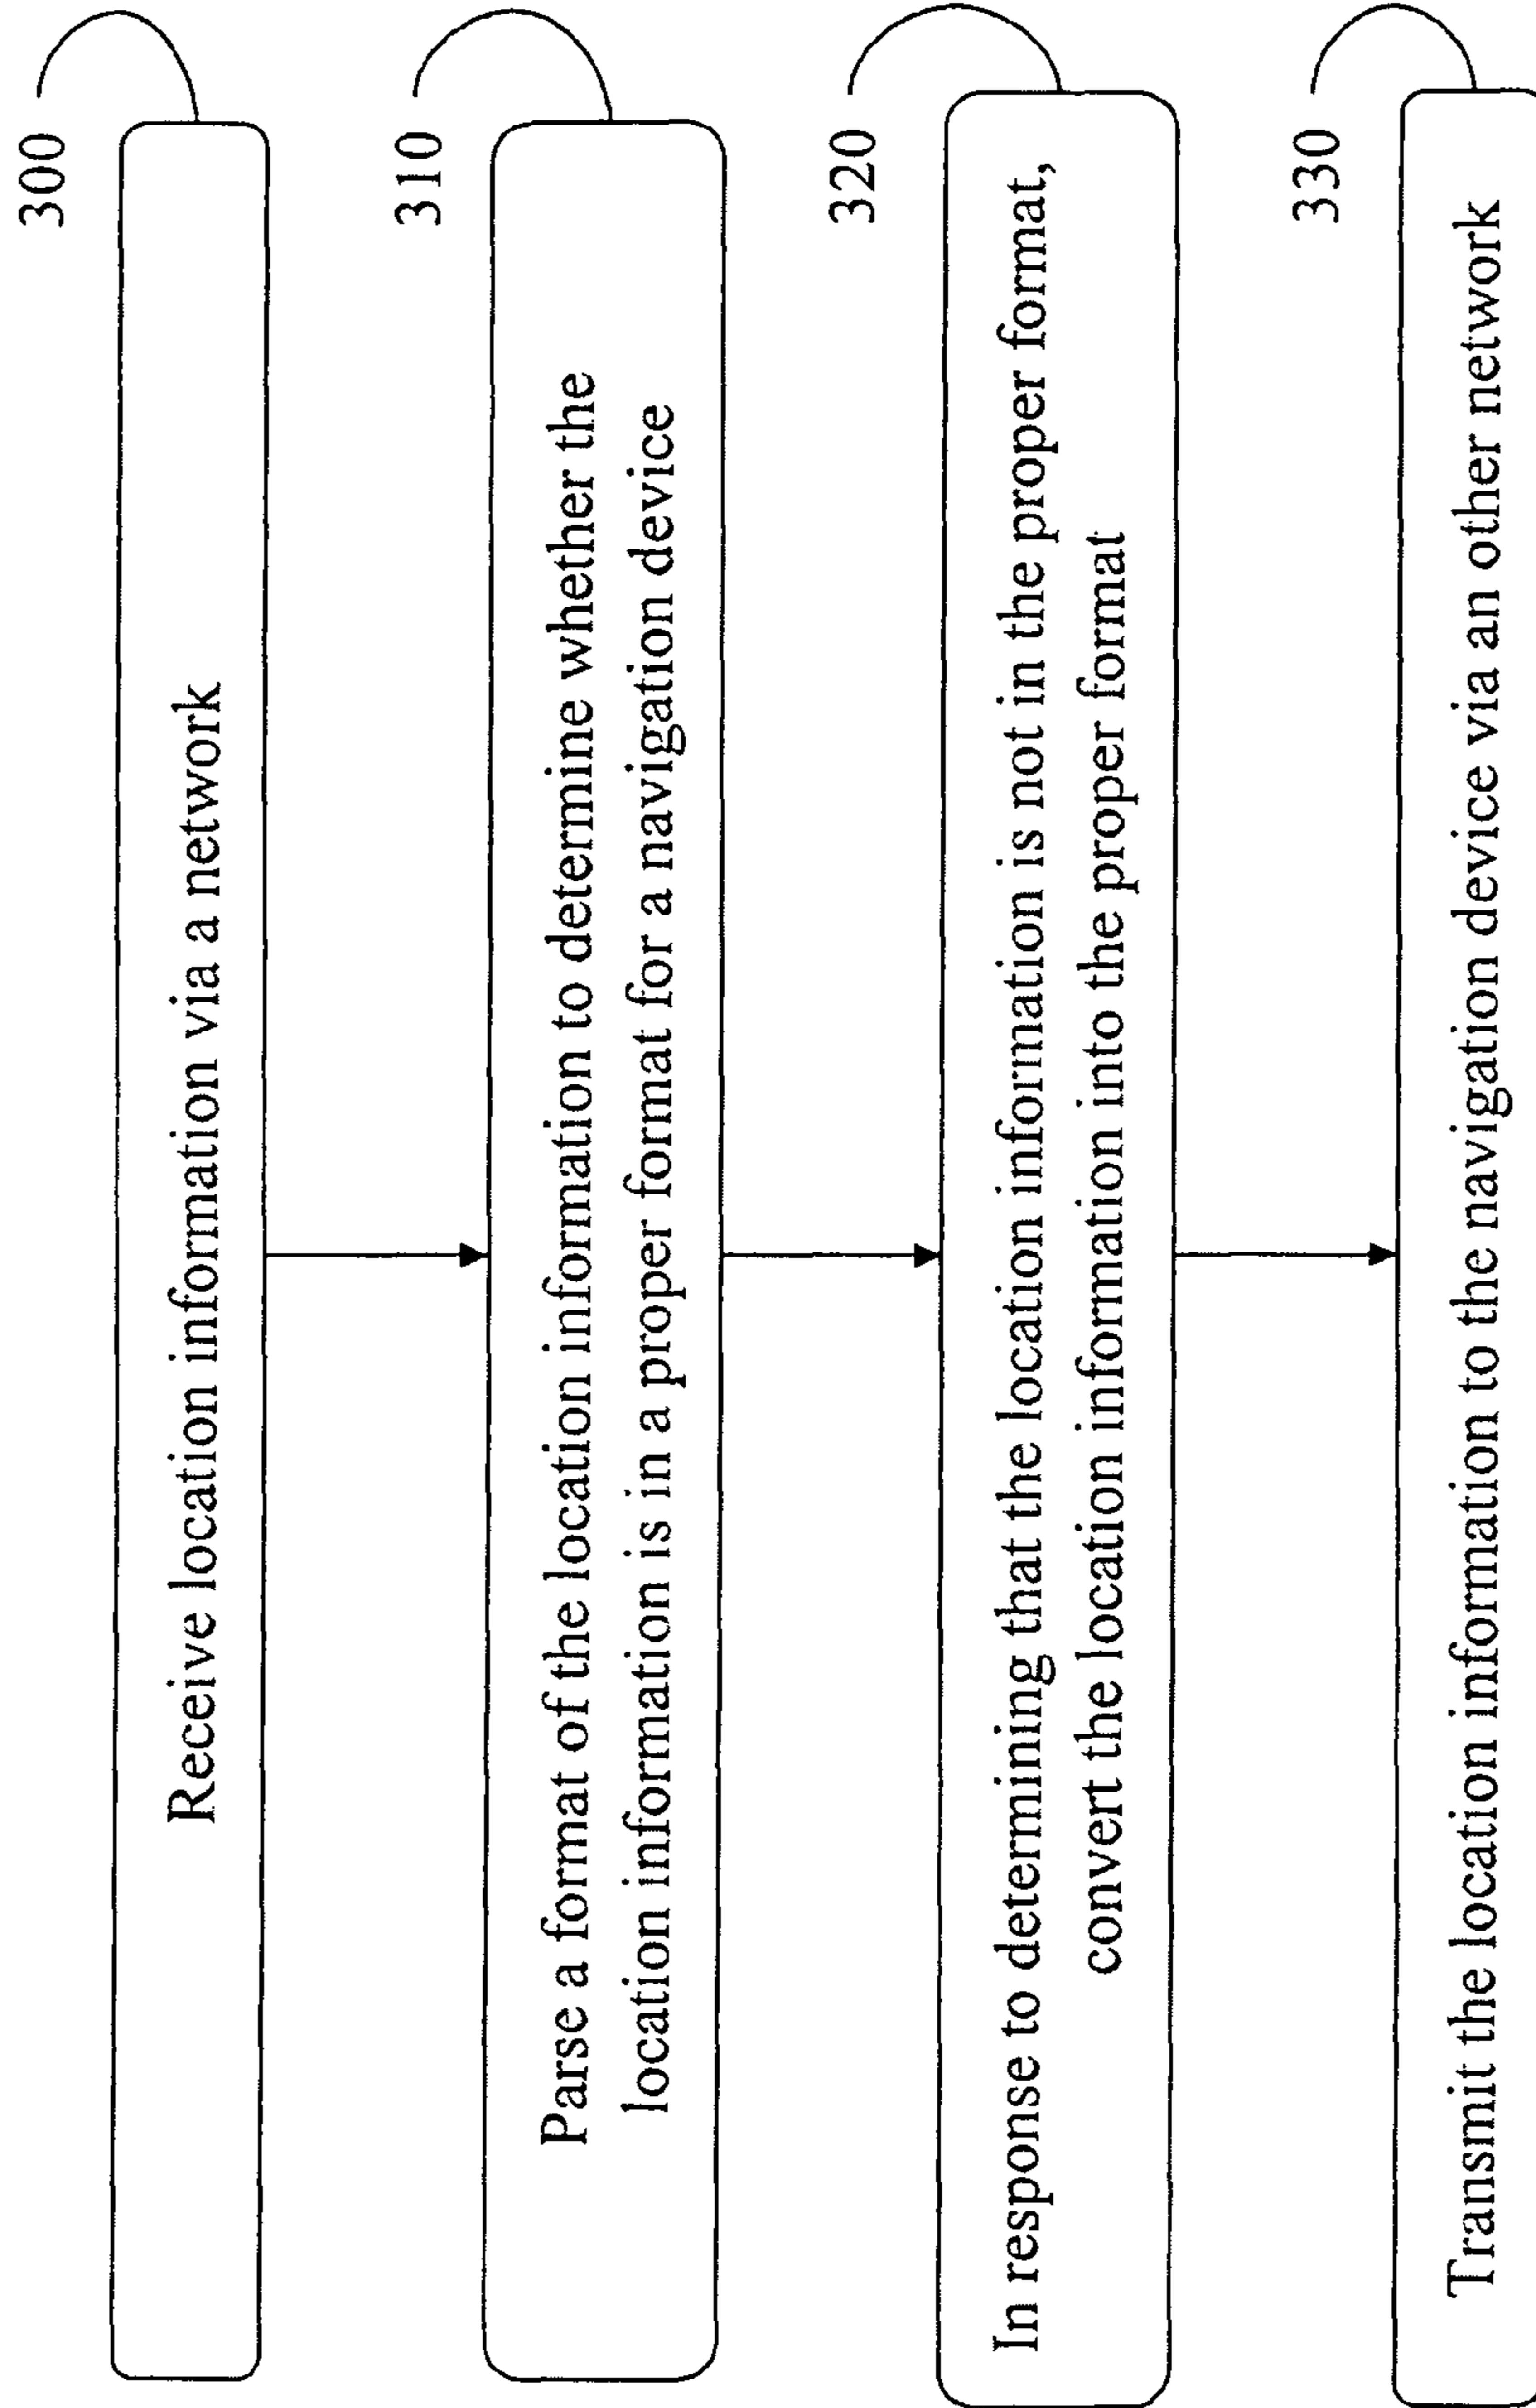 300
Receive location information via a network
310
Parse a format of the location information to determine whether the
location information is in a proper format for a navigation device
320
In response to determining that the location information is not in the proper format,
convert the location information into the proper format
330
Transmit the location information to the navigation device via an other network